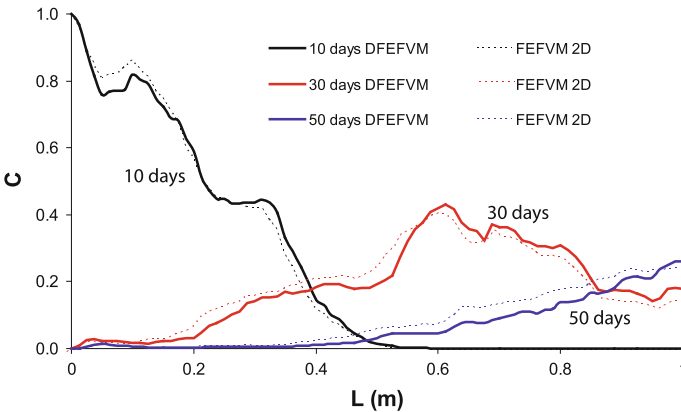 1.0
0.8
0.6
0.4
0.2
0.0
C
10 days DFEFVM
FEFVM 2D
30 days DFEFVM
FEFVM 2D
50 days DFEFVM
FEFVM 2D
10 days
30 days
50 days
0
0.2
0.4
0.6
0.8
L (m)